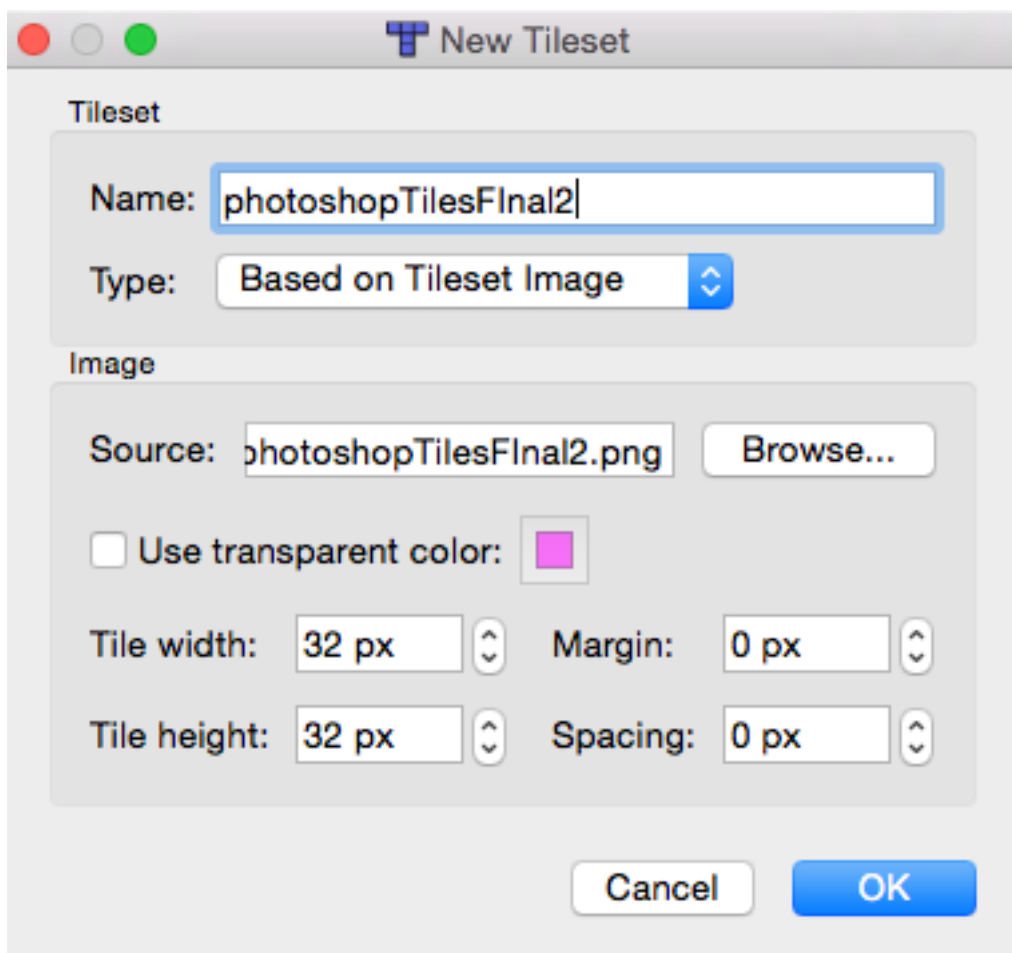 New Tileset
Tileset
Name: photoshopTilesFInal2
Type: Based on Tileset Image
Image
Source: photoshopTilesFInal2.png Browse...
Use transparent color:
Tile width: 32 px Margin: 0 px
Tile height: 32 px Spacing: 0 px
Cancel OK